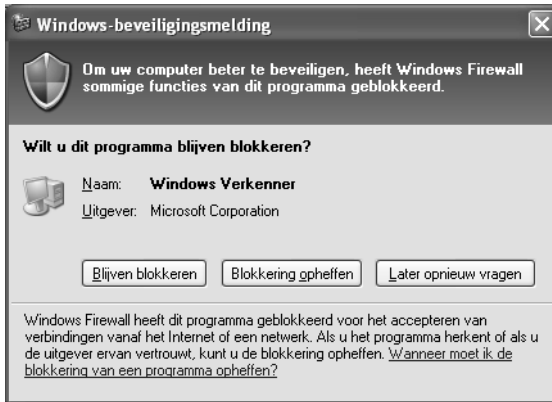 Windows-beveiligingsmelding
Om uw computer beter te beveiligen, heeft Windows Firewall
sommige functies van dit programma geblokkeerd.
Wilt u dit programma blijven blokkeren?
Naam: Windows Verkenner
Uitgever: Microsoft Corporation
Blijven blokkeren Blokkering opheffen Later opnieuw vragen
Windows Firewall heeft dit programma geblokkeerd voor het accepteren van
verbindingen vanaf het Internet of een netwerk. Als u het programma herkent of als u
de uitgever ervan vertrouwt, kunt u de blokkering opheffen. Wanneer moet ik de
blokkering van een programma opheffen?